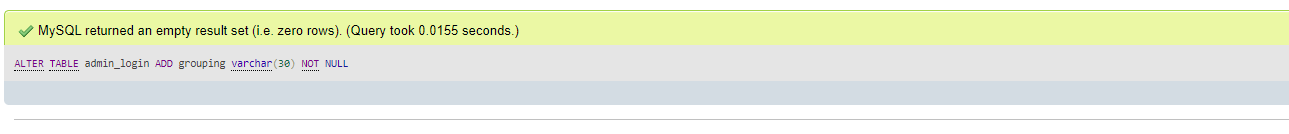 MySQL returned an empty result set (i.e. zero rows). (Query took 0.0155 seconds.)
ALTER TABLE admin_login ADD grouping varchar(30) NOT NULL